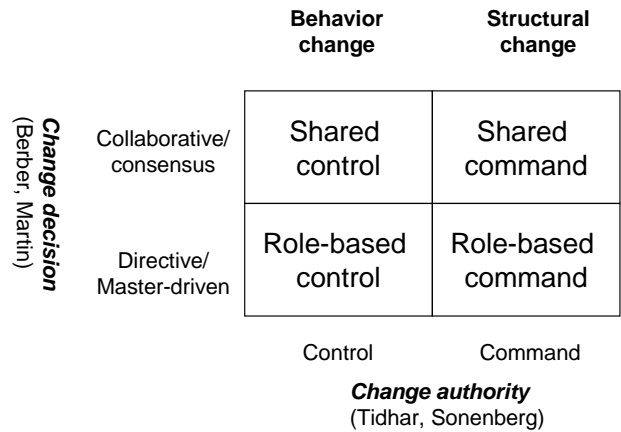 Behavior
change
Structural
change
Change decision
(Berber, Martin)
Collaborative/
consensus
Shared
control
Shared
command
Directive/
Master-driven
Role-based
control
Role-based
command
Control
Command
Change authority
(Tidhar, Sonenberg)